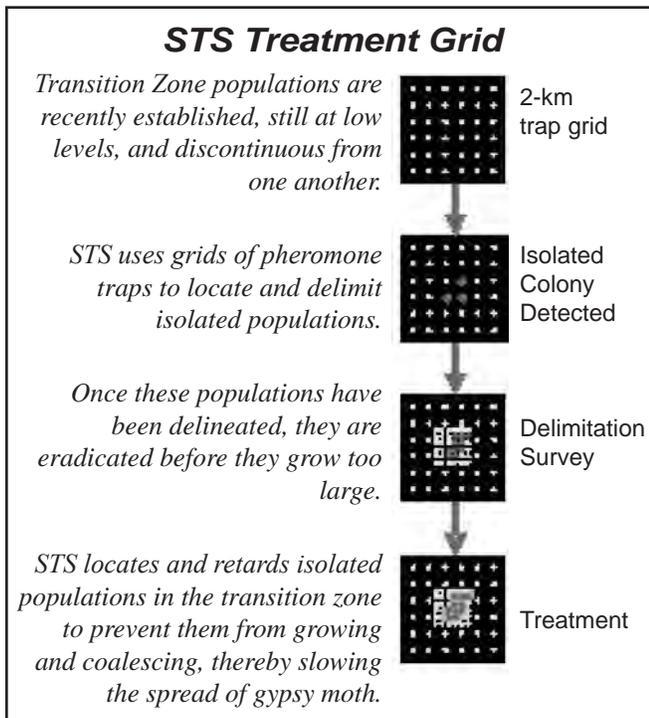 STS Treatment Grid
Transition Zone populations are
recently established, still at low
levels, and discontinuous from
one another.
2-km
trap grid
STS uses grids of pheromone
traps to locate and delimit
isolated populations.
Isolated
Colony
Detected
Once these populations have
been delineated, they are
eradicated before they grow too
large.
Delimitation
Survey
STS locates and retards isolated
populations in the transition zone
to prevent them from growing
and coalescing, thereby slowing
the spread of gypsy moth.
Treatment